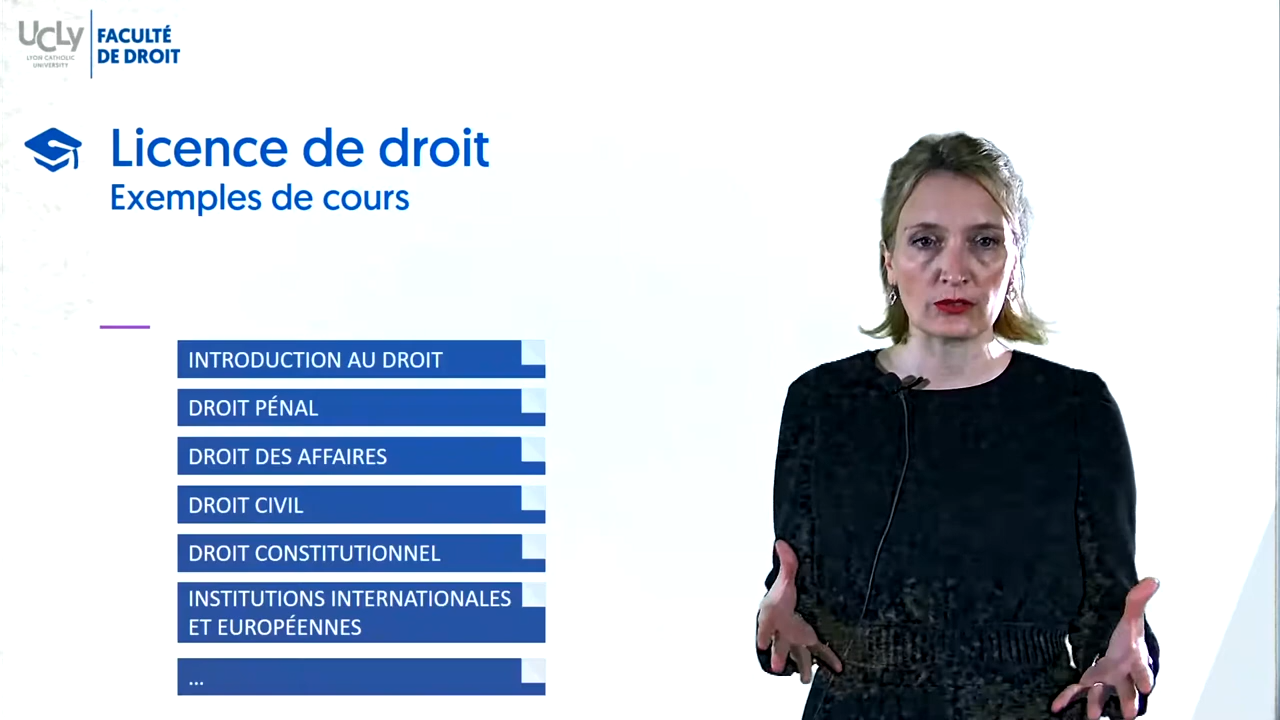 UCLy
LYON CATHOLIC
UNIVERSITY
FACULTÉ
DE DROIT
Licence de droit
Exemples de cours
INTRODUCTION AU DROIT
DROIT PÉNAL
DROIT DES AFFAIRES
DROIT CIVIL
DROIT CONSTITUTIONNEL
INSTITUTIONS INTERNATIONALES
ET EUROPÉENNES
...